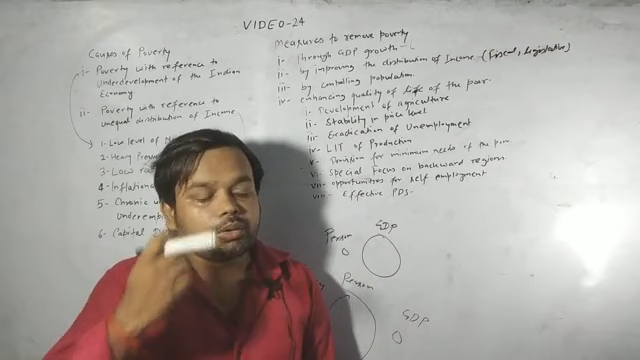 VIDEO-24
Causes of Poverty
i- Poverty with reference to
Underdevelopment of the Indian
Economy
ii- Poverty with reference to
unequal distribution of Income
1- Low level of
2- Heavy
3- Low
4- Inflationa
5- Chronic
Underem
6- Capital
Measures to remove poverty
i- Through GDP growth -
ii- by improving the distribution of Income (Fiscal, Legislative)
iii- by controlling population.
iv- enhancing quality of life of the poor.
i- Development of agriculture
ii- Stability in price level
iii- Eradication of Unemployment
iv- LIT of Production
v- Provision for minimum needs of the poor
vi- Special Focus on backward regions.
vii- opportunities for self employment
viii- Effective PDS-
Person
GDP
Person
GDP